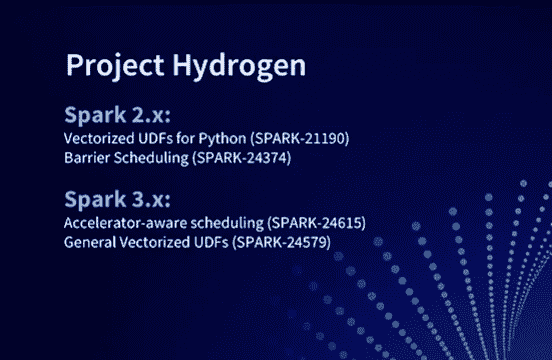 Project Hydrogen
Spark 2.x:
Vectorized UDFs for Python (SPARK-21190)
Barrier Scheduling (SPARK-24374)
Spark 3.x:
Accelerator-aware scheduling (SPARK-24615)
General Vectorized UDFs (SPARK-24579)